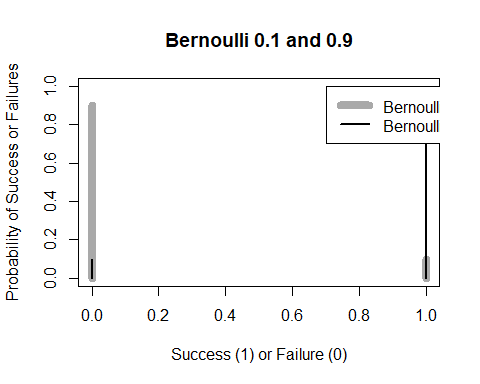 Bernoulli 0.1 and 0.9
Probability of Success or Failures
1.0
0.8
0.6
0.4
0.2
0.0
Bernoull
Bernoull
0.0 0.2 0.4 0.6 0.8 1.0
Success (1) or Failure (0)